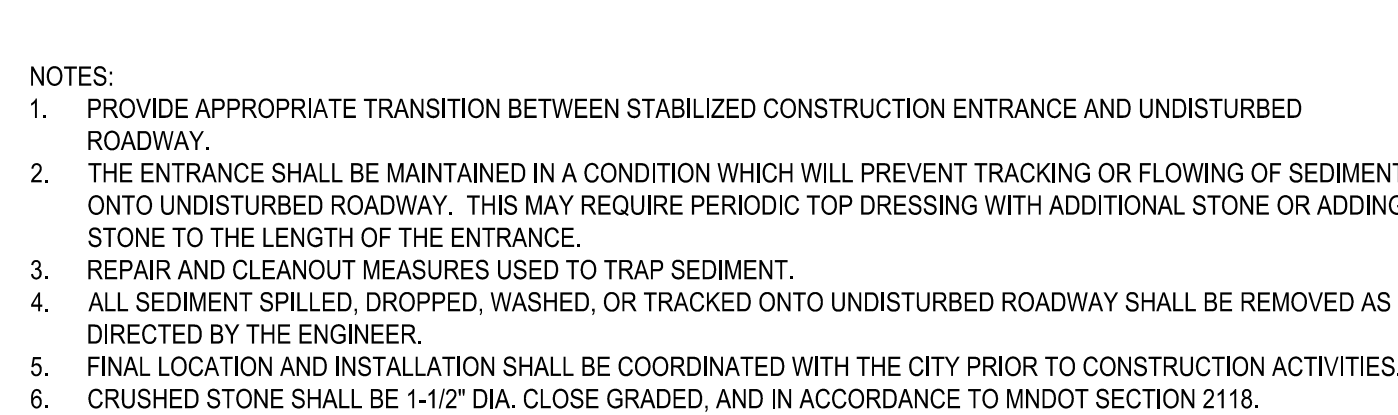 NOTES:
1. PROVIDE APPROPRIATE TRANSITION BETWEEN STABILIZED CONSTRUCTION ENTRANCE AND UNDISTURBED
ROADWAY.
2. THE ENTRANCE SHALL BE MAINTAINED IN A CONDITION WHICH WILL PREVENT TRACKING OR FLOWING OF SEDIMENT
ONTO UNDISTURBED ROADWAY. THIS MAY REQUIRE PERIODIC TOP DRESSING WITH ADDITIONAL STONE OR ADDING
STONE TO THE LENGTH OF THE ENTRANCE.
3. REPAIR AND CLEANOUT MEASURES USED TO TRAP SEDIMENT.
4. ALL SEDIMENT SPILLED, DROPPED, WASHED, OR TRACKED ONTO UNDISTURBED ROADWAY SHALL BE REMOVED AS
DIRECTED BY THE ENGINEER.
5. FINAL LOCATION AND INSTALLATION SHALL BE COORDINATED WITH THE CITY PRIOR TO CONSTRUCTION ACTIVITIES.
6. CRUSHED STONE SHALL BE 1-1/2" DIA. CLOSE GRADED, AND IN ACCORDANCE TO MNDOT SECTION 2118.